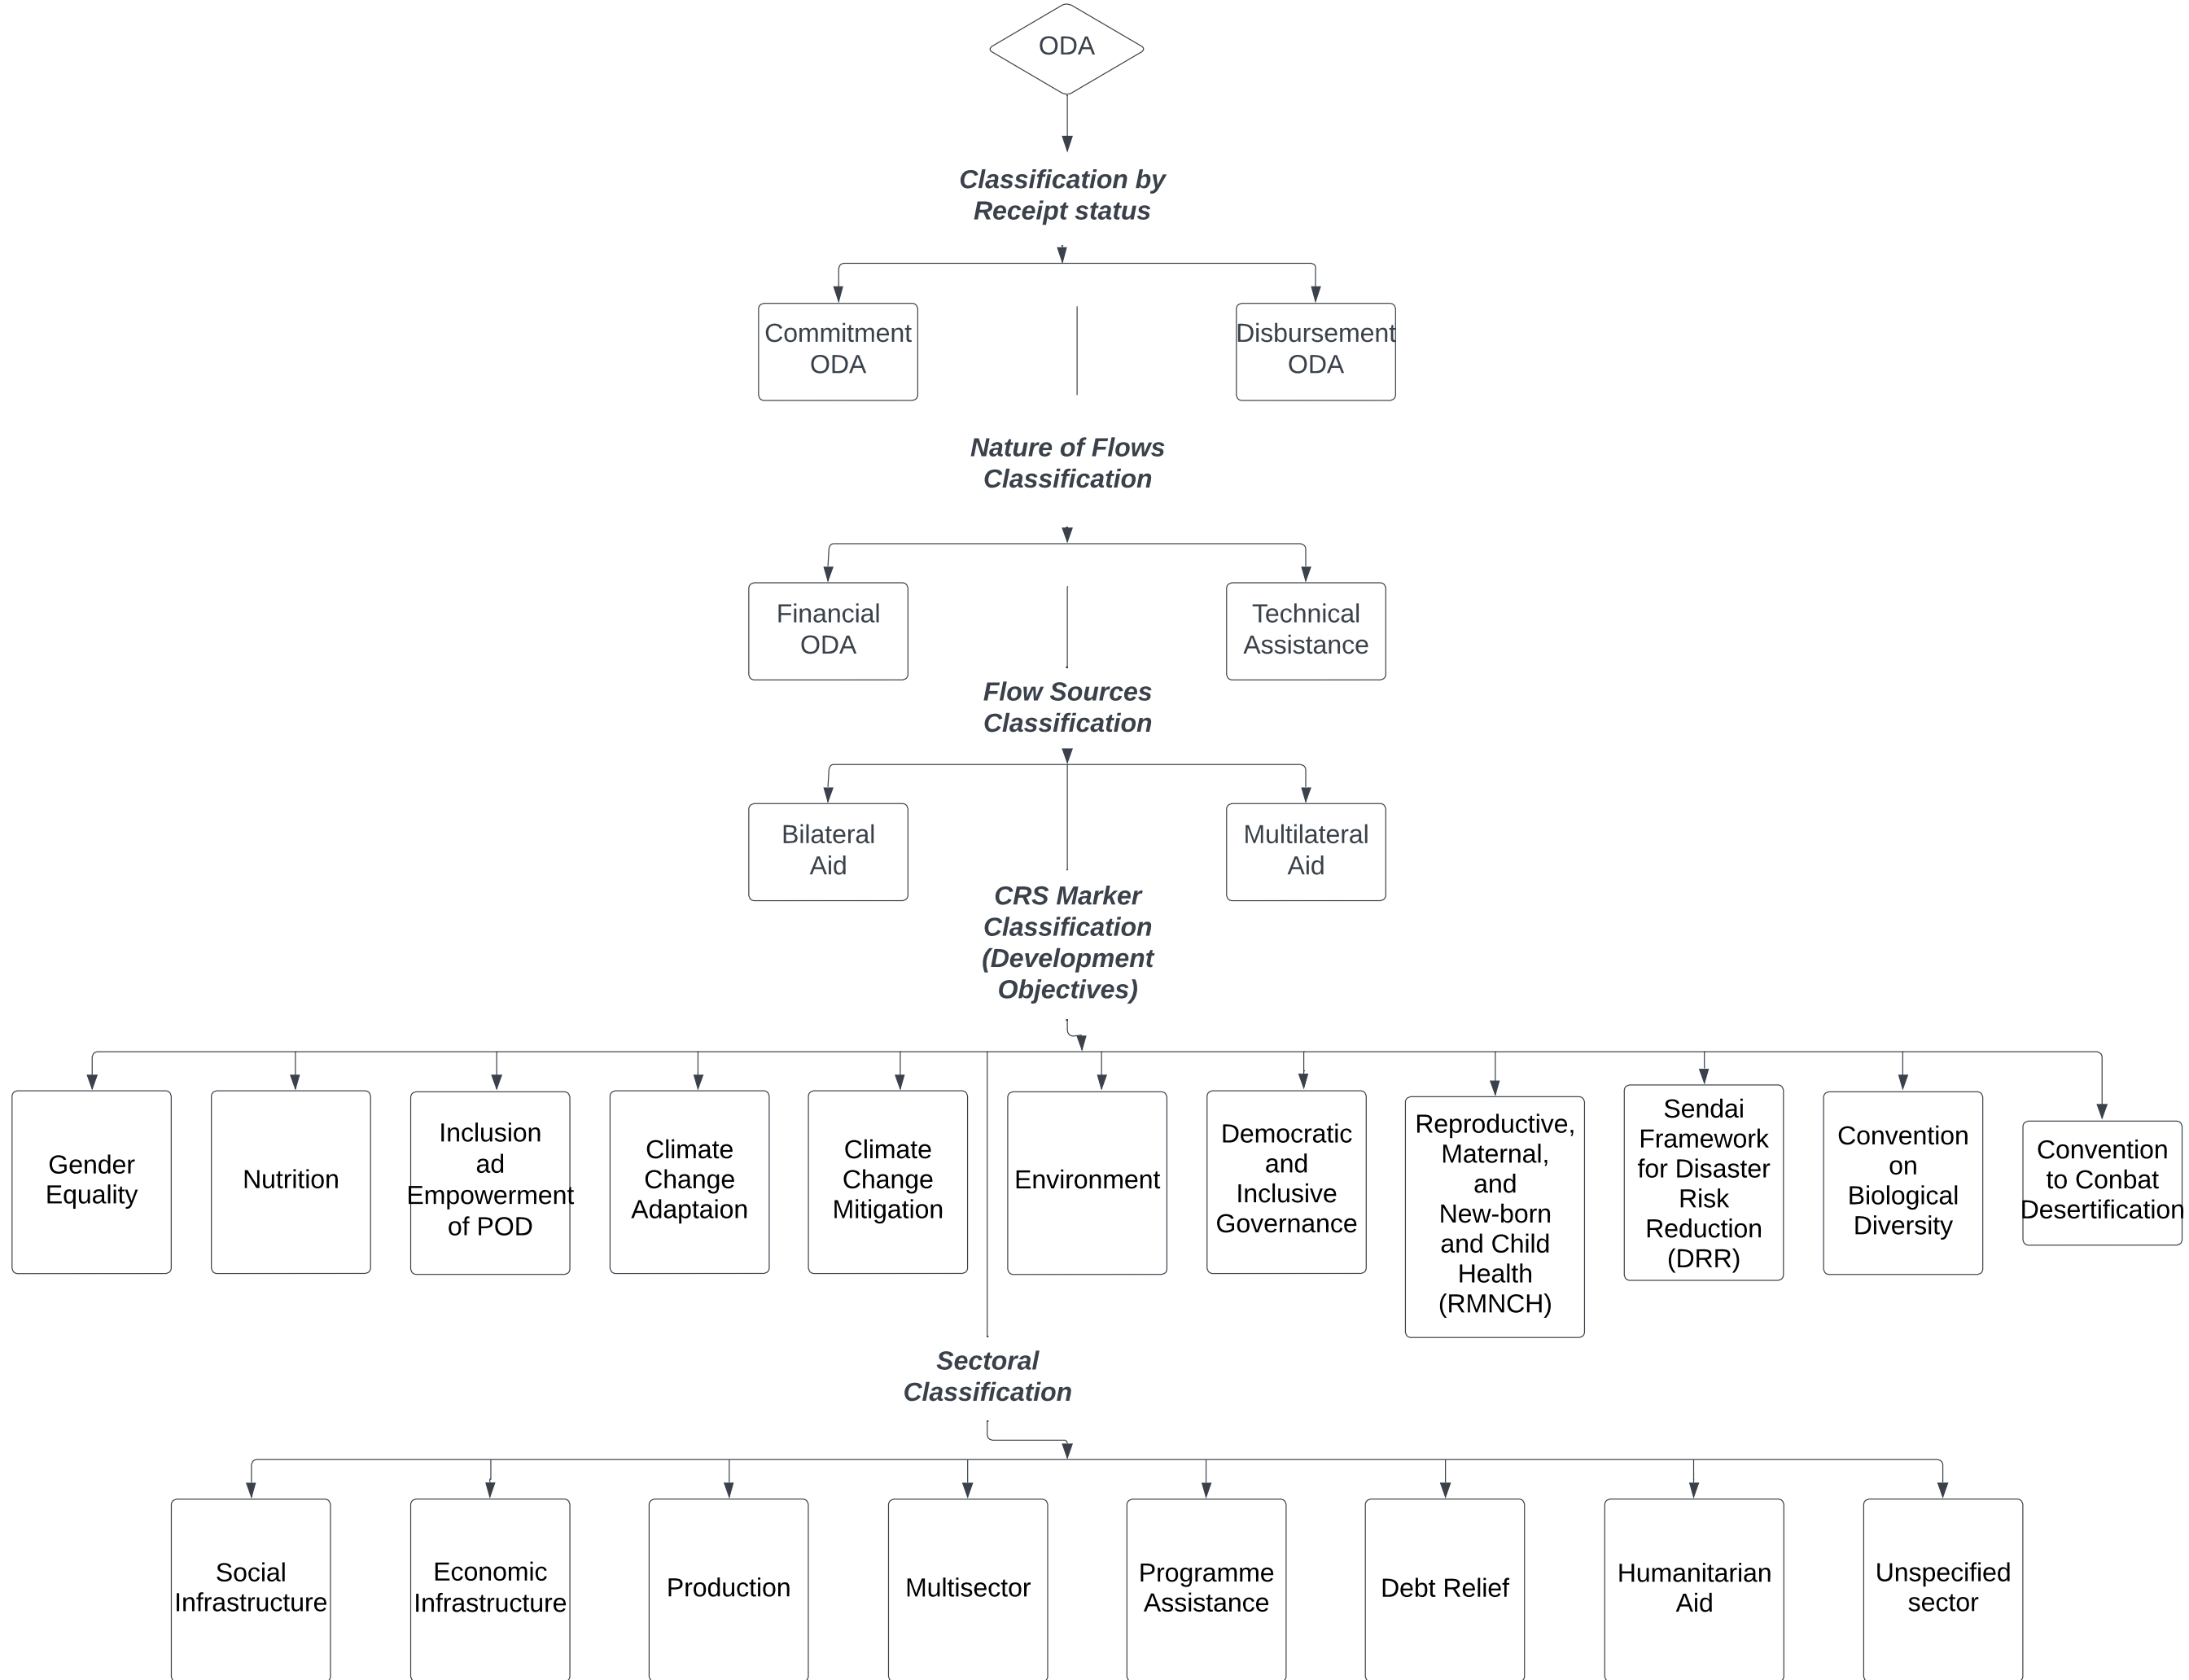 ODA
Classification by
Receipt status
Commitment
ODA
Disbursement
ODA
Nature of Flows
Classification
Financial
ODA
Technical
Assistance
Flow Sources
Classification
Bilateral
Aid
Multilateral
Aid
CRS Marker
Classification
(Development
Objectives)
Gender
Equality
Nutrition
Inclusion
ad
Empowerment
of POD
Climate
Change
Adaptaion
Climate
Change
Mitigation
Environment
Democratic
and
Inclusive
Governance
Reproductive,
Maternal,
and
New-born
and Child
Health
(RMNCH)
Sendai
Framework
for Disaster
Risk
Reduction
(DRR)
Convention
on
Biological
Diversity
Convention
to Conbat
Desertification
Sectoral
Classification
Social
Infrastructure
Economic
Infrastructure
Production
Multisector
Programme
Assistance
Debt Relief
Humanitarian
Aid
Unspecified
sector